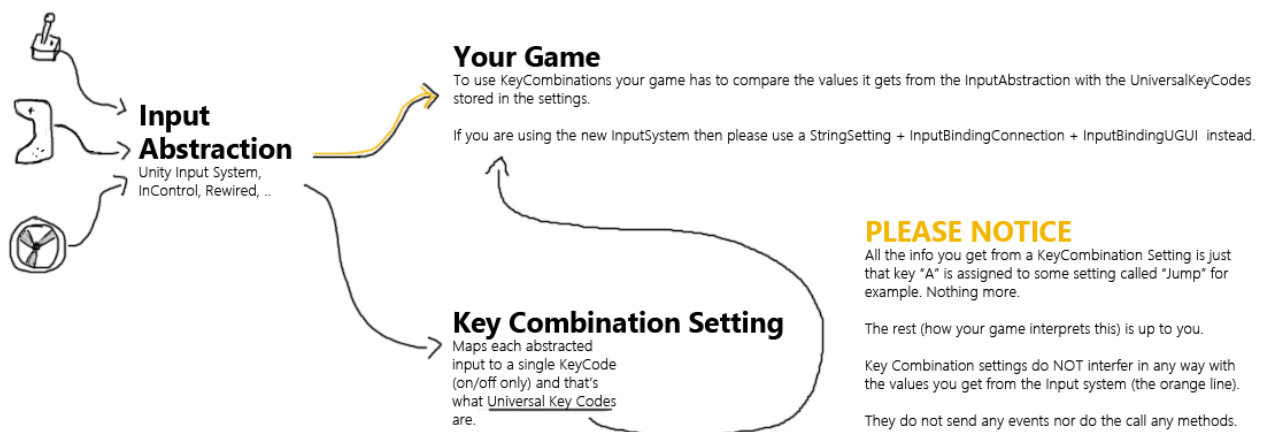 Your Game
To use KeyCombinations your game has to compare the values it gets from the InputAbstraction with the UniversalKeyCodes
stored in the settings.
If you are using the new InputSystem then please use a StringSetting + InputBindingConnection + InputBindingUGUI instead.
Input
Abstraction
Unity Input System,
InControl, Rewired, ..
PLEASE NOTICE
All the info you get from a KeyCombination Setting is just
that key “A” is assigned to some setting called “Jump” for
example. Nothing more.
The rest (how your game interprets this) is up to you.
Key Combination settings do NOT interfer in any way with
the values you get from the Input system (the orange line).
They do not send any events nor do the call any methods.
Key Combination Setting
Maps each abstracted
input to a single KeyCode
(on/off only) and that's
what Universal Key Codes
are.